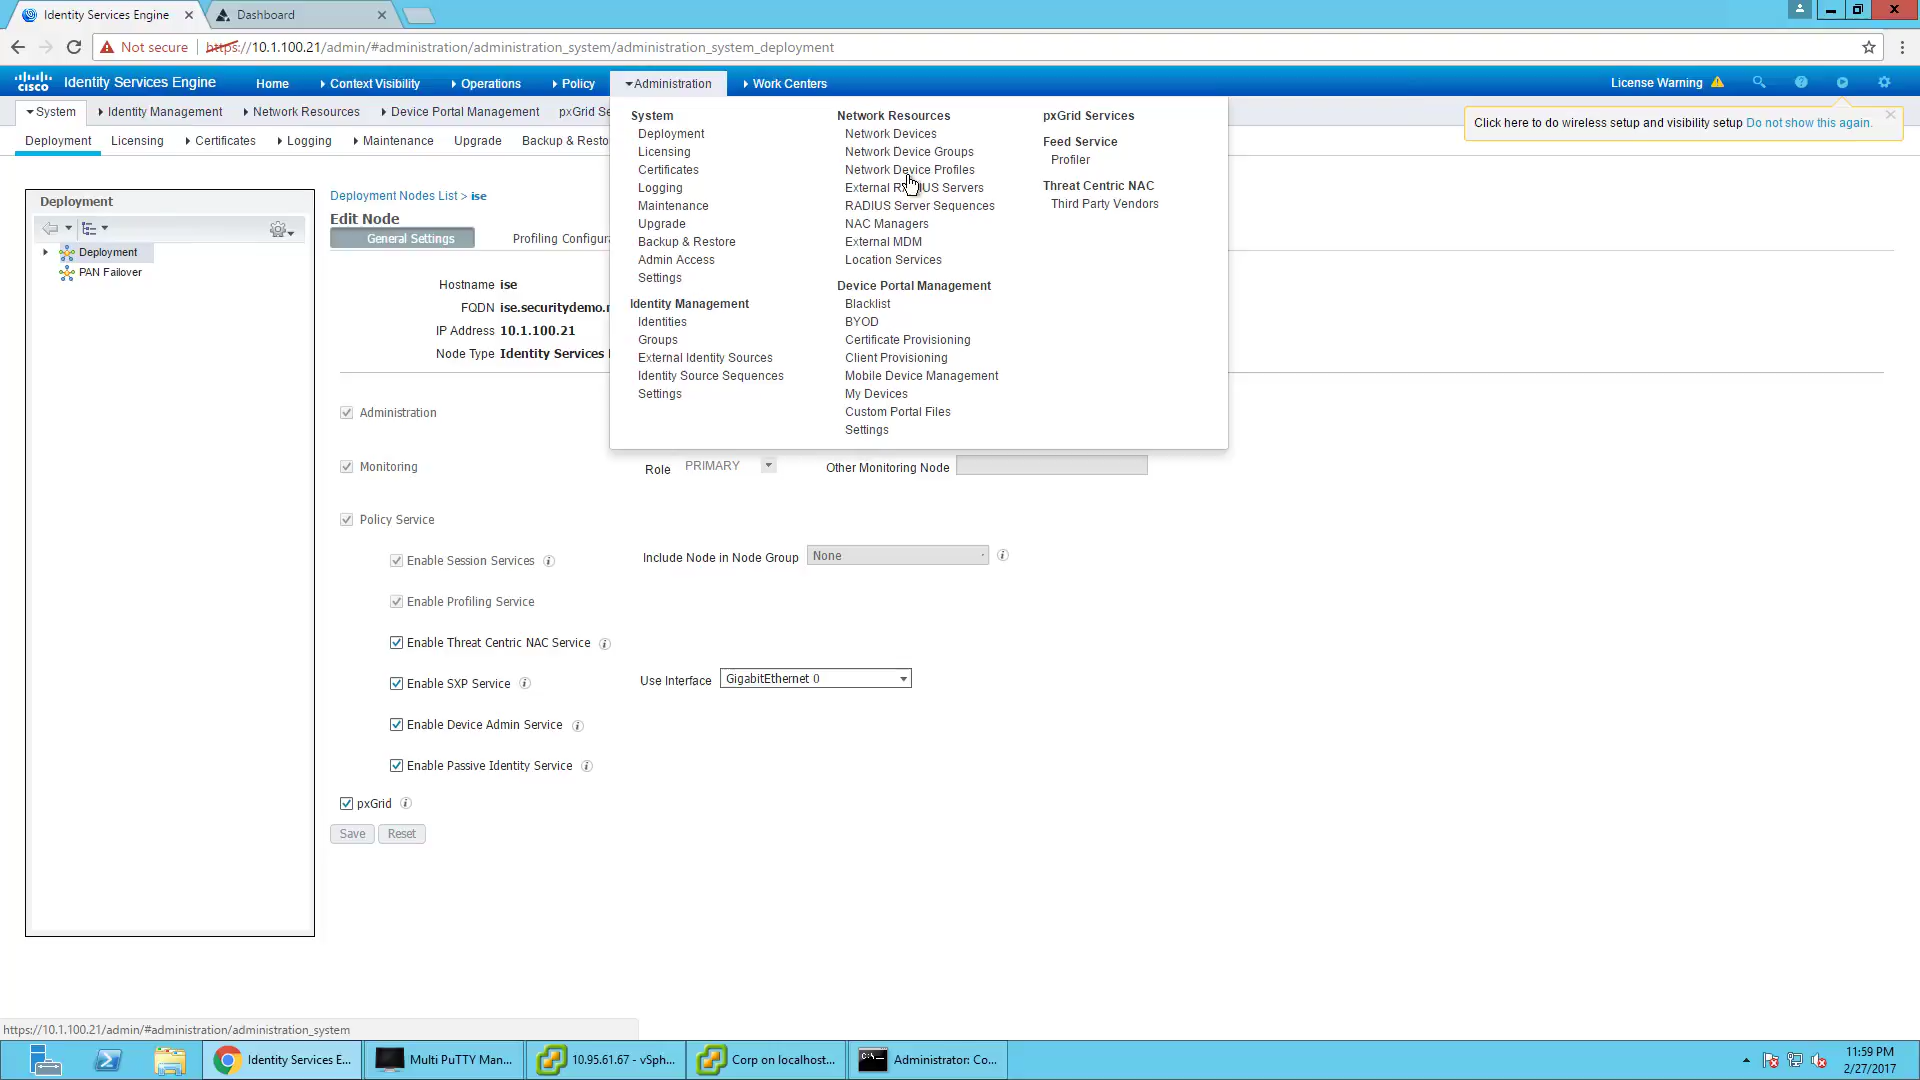 Identity Services Engine
Dashboard
Not secure
https://10.1.100.21/admin/#administration/administration_system/administration_system_deployment
cisco
Identity Services Engine
Home
Context Visibility
Operations
Policy
Administration
Work Centers
License Warning
System
Identity Management
Network Resources
Device Portal Management
pxGrid Se
Click here to do wireless setup and visibility setup Do not show this again.
Deployment
Licensing
Certificates
Logging
Maintenance
Upgrade
Backup & Resto
System
Deployment
Licensing
Certificates
Logging
Maintenance
Upgrade
Backup & Restore
Admin Access
Settings
Identity Management
Identities
Groups
External Identity Sources
Identity Source Sequences
Settings
Network Resources
Network Devices
Network Device Groups
Network Device Profiles
External RADIUS Servers
RADIUS Server Sequences
NAC Managers
External MDM
Location Services
Device Portal Management
Blacklist
BYOD
Certificate Provisioning
Client Provisioning
Mobile Device Management
My Devices
Custom Portal Files
Settings
pxGrid Services
Feed Service
Profiler
Threat Centric NAC
Third Party Vendors
Deployment
Deployment
PAN Failover
Deployment Nodes List > ise
Edit Node
General Settings
Profiling Configura
Hostname ise
FQDN ise.securitydemo.n
IP Address 10.1.100.21
Node Type Identity Services
Administration
Monitoring
Role PRIMARY
Other Monitoring Node
Policy Service
Enable Session Services
Include Node in Node Group None
Enable Profiling Service
Enable Threat Centric NAC Service
Enable SXP Service
Use Interface GigabitEthernet 0
Enable Device Admin Service
Enable Passive Identity Service
pxGrid
Save
Reset
https://10.1.100.21/admin/#administration/administration_system
Identity Services E...
Multi PuTTY Man...
10.95.61.67 - vSph...
Corp on localhost...
Administrator: Co...
11:59 PM
2/27/2017